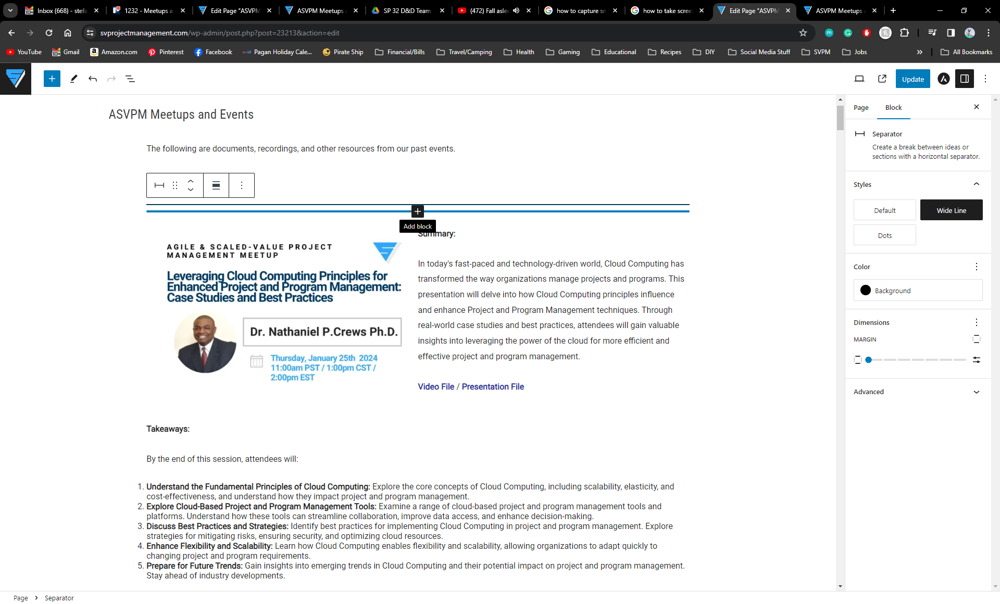 Inbox (668) - stefa
1232 - Meetups a
Edit Page “ASVPM
ASVPM Meetups
SP 32 D&D Team
(472) Fall aslee
how to capture sn
how to take scree
Edit Page “ASVPM
ASVPM Meetups
svprojectmanagement.com/wp-admin/post.php?post=23213&action=edit
YouTube
Gmail
Amazon.com
Pinterest
Facebook
Pagan Holiday Cale...
Pirate Ship
Financial/Bills
Travel/Camping
Health
Gaming
Educational
Recipes
DIY
Social Media Stuff
SVPM
Jobs
All Bookmarks
Update
ASVPM Meetups and Events
The following are documents, recordings, and other resources from our past events.
Add block
AGILE & SCALED-VALUE PROJECT
MANAGEMENT MEETUP
Leveraging Cloud Computing Principles for
Enhanced Project and Program Management:
Case Studies and Best Practices
Dr. Nathaniel P.Crews Ph.D.
Thursday, January 25th 2024
11:00am PST / 1:00pm CST /
2:00pm EST
Summary:
In today's fast-paced and technology-driven world, Cloud Computing has
transformed the way organizations manage projects and programs. This
presentation will delve into how Cloud Computing principles influence
and enhance Project and Program Management techniques. Through
real-world case studies and best practices, attendees will gain valuable
insights into leveraging the power of the cloud for more efficient and
effective project and program management.
Video File / Presentation File
Takeaways:
By the end of this session, attendees will:
1. Understand the Fundamental Principles of Cloud Computing: Explore the core concepts of Cloud Computing, including scalability, elasticity, and
cost-effectiveness, and understand how they impact project and program management.
2. Explore Cloud-Based Project and Program Management Tools: Examine a range of cloud-based project and program management tools and
platforms. Understand how these tools can streamline collaboration, improve data access, and enhance decision-making.
3. Discuss Best Practices and Strategies: Identify best practices for implementing Cloud Computing in project and program management. Explore
strategies for mitigating risks, ensuring security, and optimizing cloud resources.
4. Enhance Flexibility and Scalability: Learn how Cloud Computing enables flexibility and scalability, allowing organizations to adapt quickly to
changing project and program requirements.
5. Prepare for Future Trends: Gain insights into emerging trends in Cloud Computing and their potential impact on project and program management.
Stay ahead of industry developments.
Page
Block
Separator
Create a break between ideas or
sections with a horizontal separator.
Styles
Default
Wide Line
Dots
Color
Background
Dimensions
MARGIN
Advanced
Page
Separator